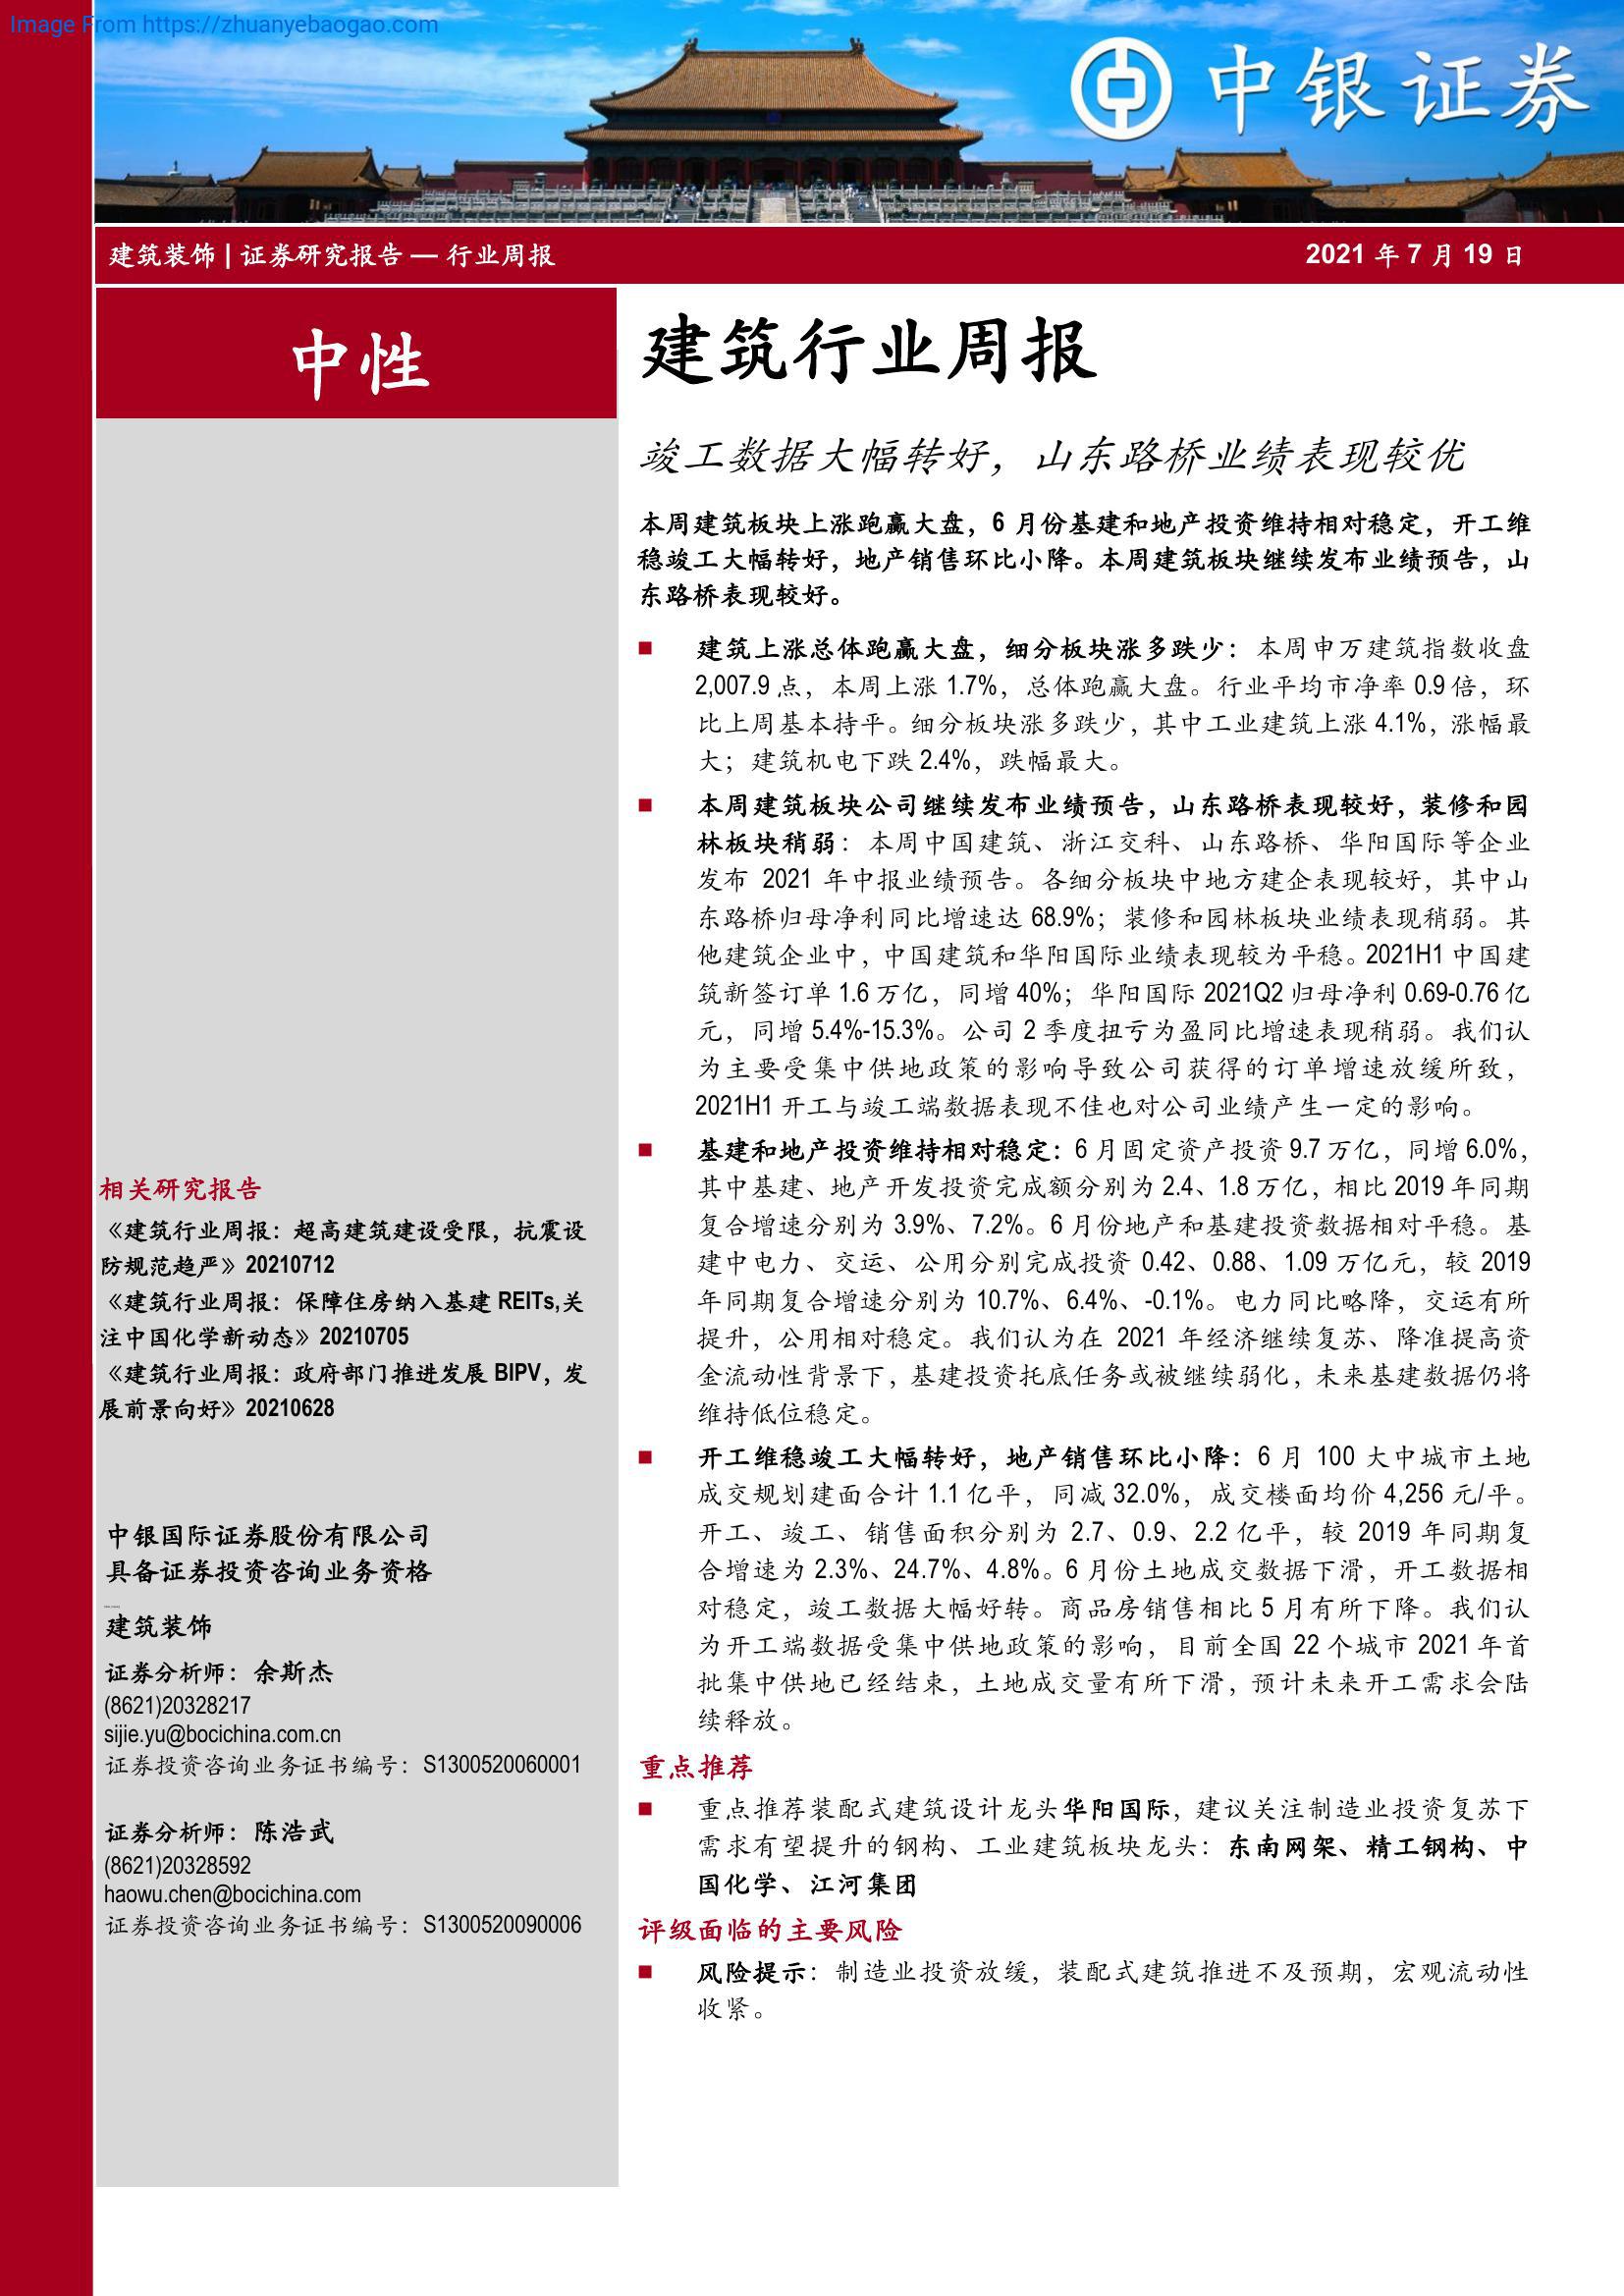 Image From https://zhuanyebaogao.com
中银证券
建筑装饰 | 证券研究报告 — 行业周报
2021 年 7 月 19 日
中性
建筑行业周报
竣工数据大幅转好，山东路桥业绩表现较优
本周建筑板块上涨跑赢大盘，6 月份基建和地产投资维持相对稳定，开工维
稳竣工大幅转好，地产销售环比小降。本周建筑板块继续发布业绩预告，山
东路桥表现较好。
■ 建筑上涨总体跑赢大盘，细分板块涨多跌少：本周申万建筑指数收盘
2,007.9 点，本周上涨 1.7%，总体跑赢大盘。行业平均市净率 0.9 倍，环
比上周基本持平。细分板块涨多跌少，其中工业建筑上涨 4.1%，涨幅最
大；建筑机电下跌 2.4%，跌幅最大。
■ 本周建筑板块公司继续发布业绩预告，山东路桥表现较好，装修和园
林板块稍弱：本周中国建筑、浙江交科、山东路桥、华阳国际等企业
发布 2021 年中报业绩预告。各细分板块中地方建企表现较好，其中山
东路桥归母净利同比增速达 68.9%；装修和园林板块业绩表现稍弱。其
他建筑企业中，中国建筑和华阳国际业绩表现较为平稳。2021H1 中国建
筑新签订单 1.6 万亿，同增 40%；华阳国际 2021Q2 归母净利 0.69-0.76 亿
元，同增 5.4%-15.3%。公司 2 季度扭亏为盈同比增速表现稍弱。我们认
为主要受集中供地政策的影响导致公司获得的订单增速放缓所致，
2021H1 开工与竣工端数据表现不佳也对公司业绩产生一定的影响。
■ 基建和地产投资维持相对稳定：6 月固定资产投资 9.7 万亿，同增 6.0%，
其中基建、地产开发投资完成额分别为 2.4、1.8 万亿，相比 2019 年同期
复合增速分别为 3.9%、7.2%。6 月份地产和基建投资数据相对平稳。基
建中电力、交运、公用分别完成投资 0.42、0.88、1.09 万亿元，较 2019
年同期复合增速分别为 10.7%、6.4%、-0.1%。电力同比略降，交运有所
提升，公用相对稳定。我们认为在 2021 年经济继续复苏、降准提高资
金流动性背景下，基建投资托底任务或被继续弱化，未来基建数据仍将
维持低位稳定。
■ 开工维稳竣工大幅转好，地产销售环比小降：6 月 100 大中城市土地
成交规划建面合计 1.1 亿平，同减 32.0%，成交楼面均价 4,256 元/平。
开工、竣工、销售面积分别为 2.7、0.9、2.2 亿平，较 2019 年同期复
合增速为 2.3%、24.7%、4.8%。6 月份土地成交数据下滑，开工数据相
对稳定，竣工数据大幅好转。商品房销售相比 5 月有所下降。我们认
为开工端数据受集中供地政策的影响，目前全国 22 个城市 2021 年首
批集中供地已经结束，土地成交量有所下滑，预计未来开工需求会陆
续释放。
重点推荐
■ 重点推荐装配式建筑设计龙头华阳国际，建议关注制造业投资复苏下
需求有望提升的钢构、工业建筑板块龙头：东南网架、精工钢构、中
国化学、江河集团
评级面临的主要风险
■ 风险提示：制造业投资放缓，装配式建筑推进不及预期，宏观流动性
收紧。
相关研究报告
《建筑行业周报：超高建筑建设受限，抗震设
防规范趋严》20210712
《建筑行业周报：保障住房纳入基建 REITs,关
注中国化学新动态》20210705
《建筑行业周报：政府部门推进发展 BIPV，发
展前景向好》20210628
中银国际证券股份有限公司
具备证券投资咨询业务资格
建筑装饰
证券分析师：余斯杰
(8621)20328217
sijie.yu@bocichina.com.cn
证券投资咨询业务证书编号：S1300520060001
证券分析师：陈浩武
(8621)20328592
haowu.chen@bocichina.com
证券投资咨询业务证书编号：S1300520090006